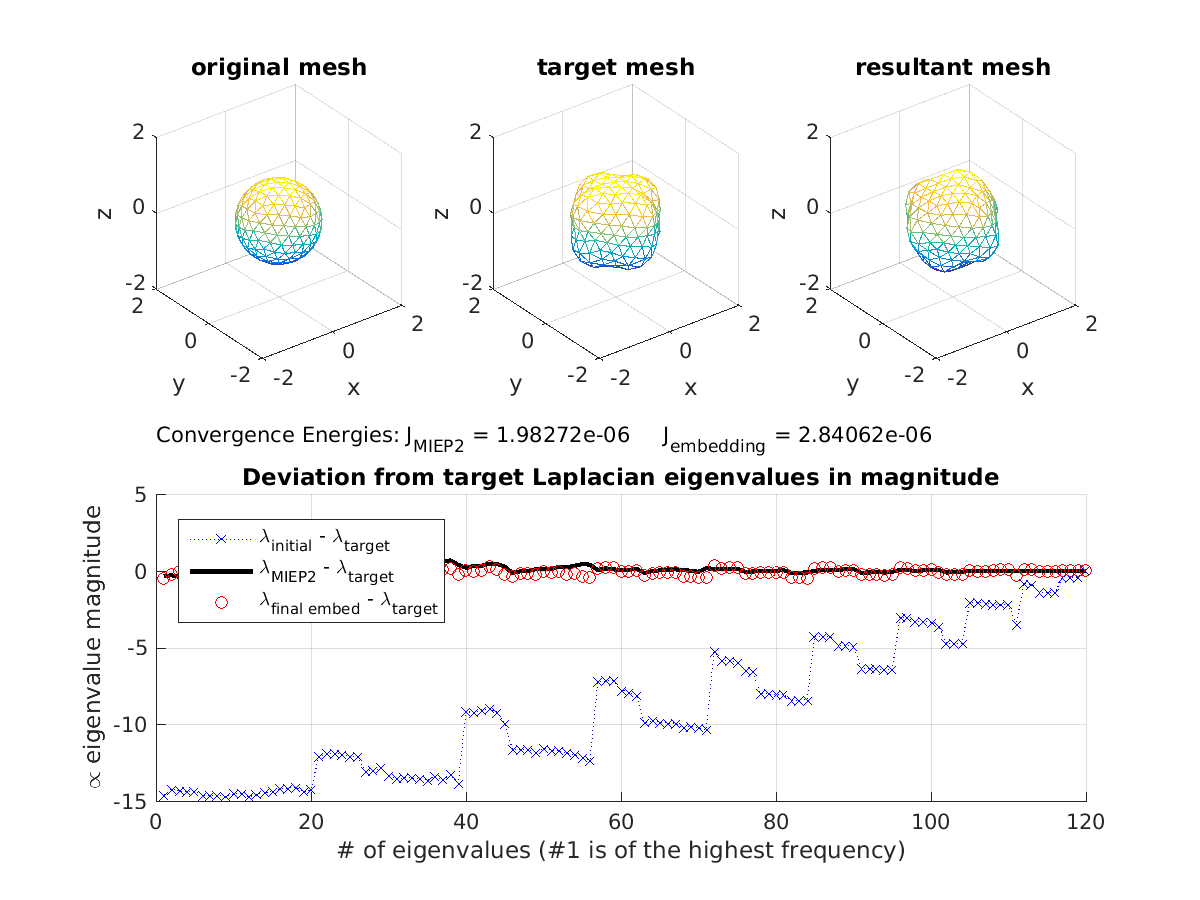 original mesh
target mesh
resultant mesh
2
0
-2
z
2
0
-2
y
-2
0
2
x
2
0
-2
z
2
0
-2
y
-2
0
2
x
2
0
-2
z
2
0
-2
y
-2
0
2
x
Convergence Energies: J_MIEP2 = 1.98272e-06 J_embedding = 2.84062e-06
Deviation from target Laplacian eigenvalues in magnitude
5
0
-5
-10
-15
∝ eigenvalue magnitude
λ_initial - λ_target
λ_MIEP2 - λ_target
λ_final embed - λ_target
0 20 40 60 80 100 120
# of eigenvalues (#1 is of the highest frequency)